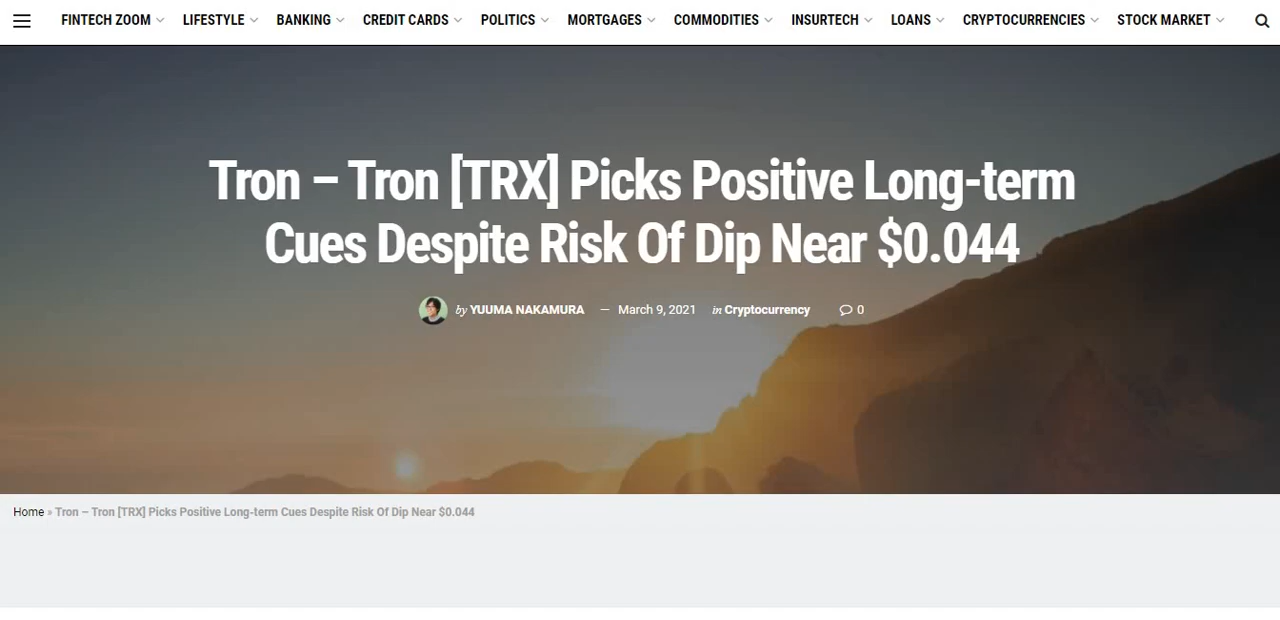 FINTECH ZOOM LIFESTYLE BANKING CREDIT CARDS POLITICS MORTGAGES COMMODITIES INSURTECH LOANS CRYPTOCURRENCIES STOCK MARKET
Tron – Tron [TRX] Picks Positive Long-term
Cues Despite Risk Of Dip Near $0.044
by YUUMA NAKAMURA — March 9, 2021 in Cryptocurrency 0
Home » Tron – Tron [TRX] Picks Positive Long-term Cues Despite Risk Of Dip Near $0.044